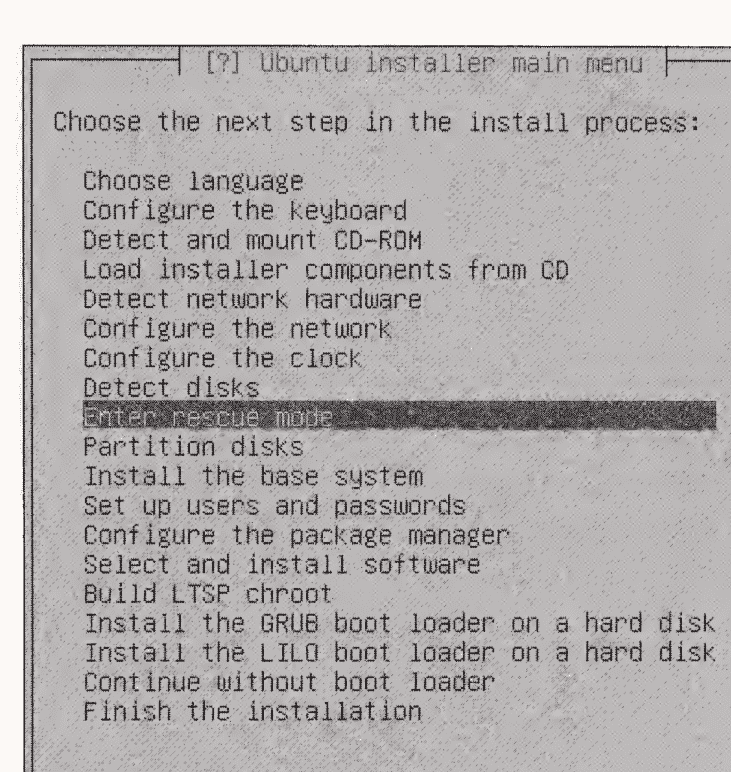 [?] Ubuntu installer main menu
Choose the next step in the install process:
Choose language
Configure the keyboard
Detect and mount CD-ROM
Load installer components from CD
Detect network hardware
Configure the network
Configure the clock
Detect disks
Enter rescue mode
Partition disks
Install the base system
Set up users and passwords
Configure the package manager
Select and install software
Build LTSP chroot
Install the GRUB boot loader on a hard disk
Install the LILO boot loader on a hard disk
Continue without boot loader
Finish the installation